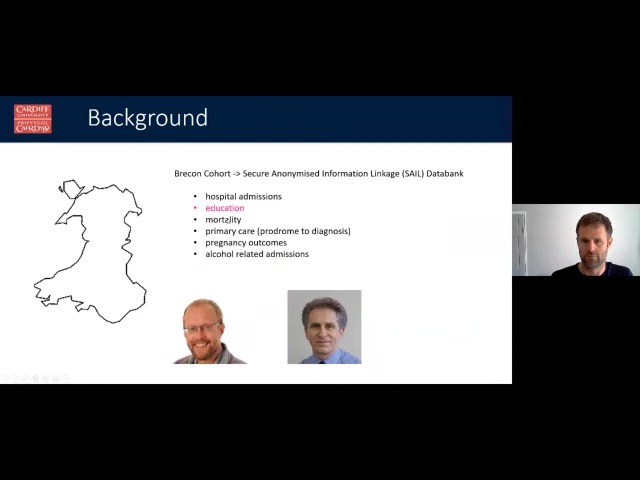 CARDIFF
UNIVERSITY
PRIFYSGOL
CAERDYDD
Background
Brecon Cohort -> Secure Anonymised Information Linkage (SAIL) Databank
• hospital admissions
• education
• mortality
• primary care (prodrome to diagnosis)
• pregnancy outcomes
• alcohol related admissions